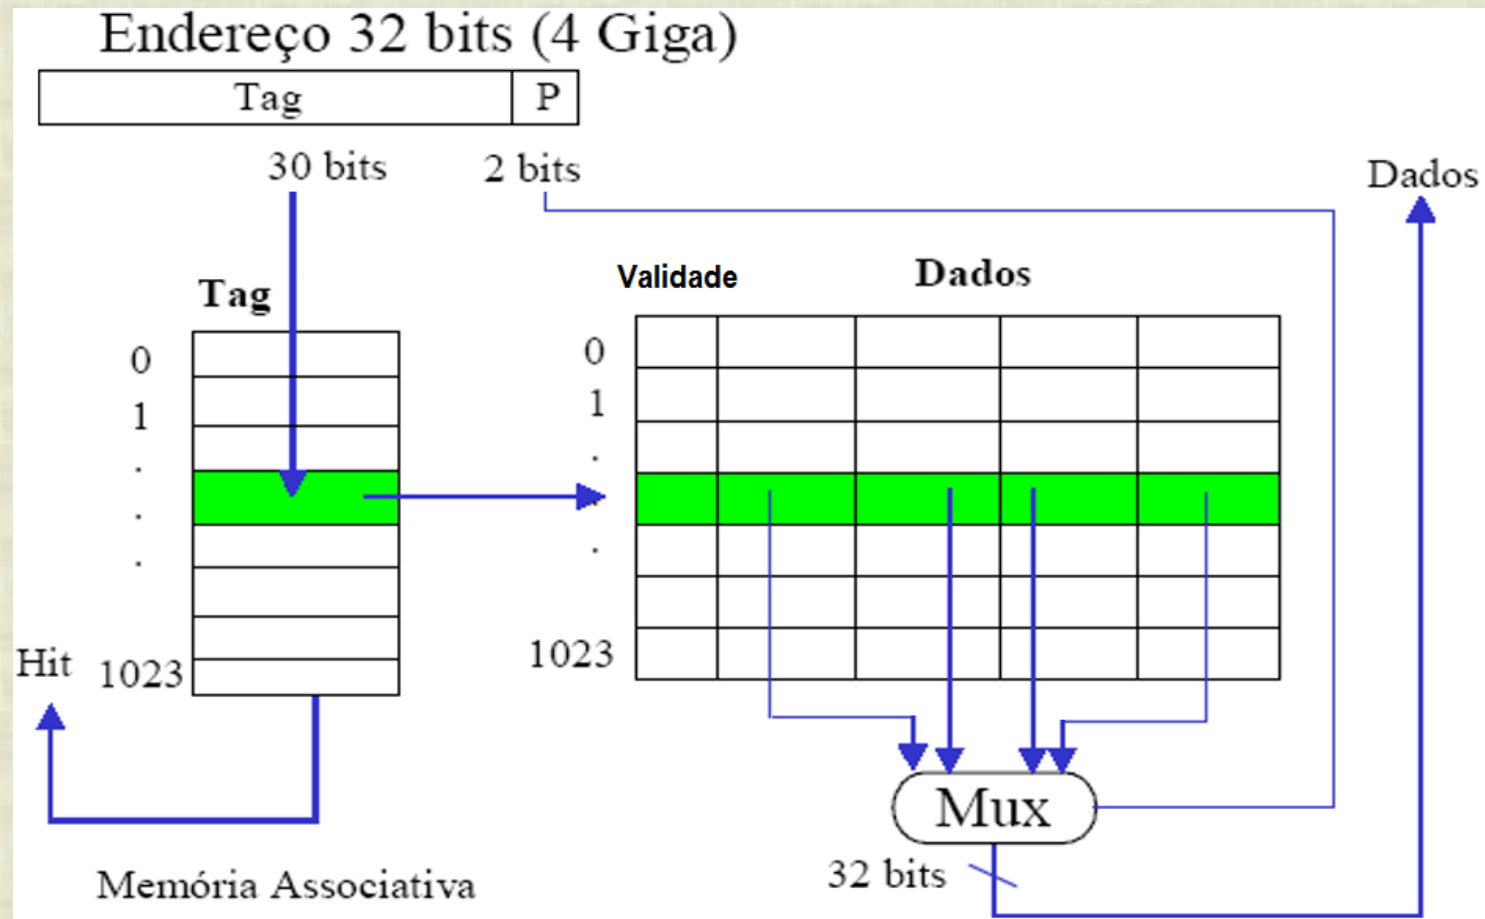 Endereço 32 bits (4 Giga)
Tag P
30 bits 2 bits
Dados
Tag
Validade Dados
0
1
.
.
.
1023
0
1
.
.
.
1023
Hit
Mux
32 bits
Memória Associativa